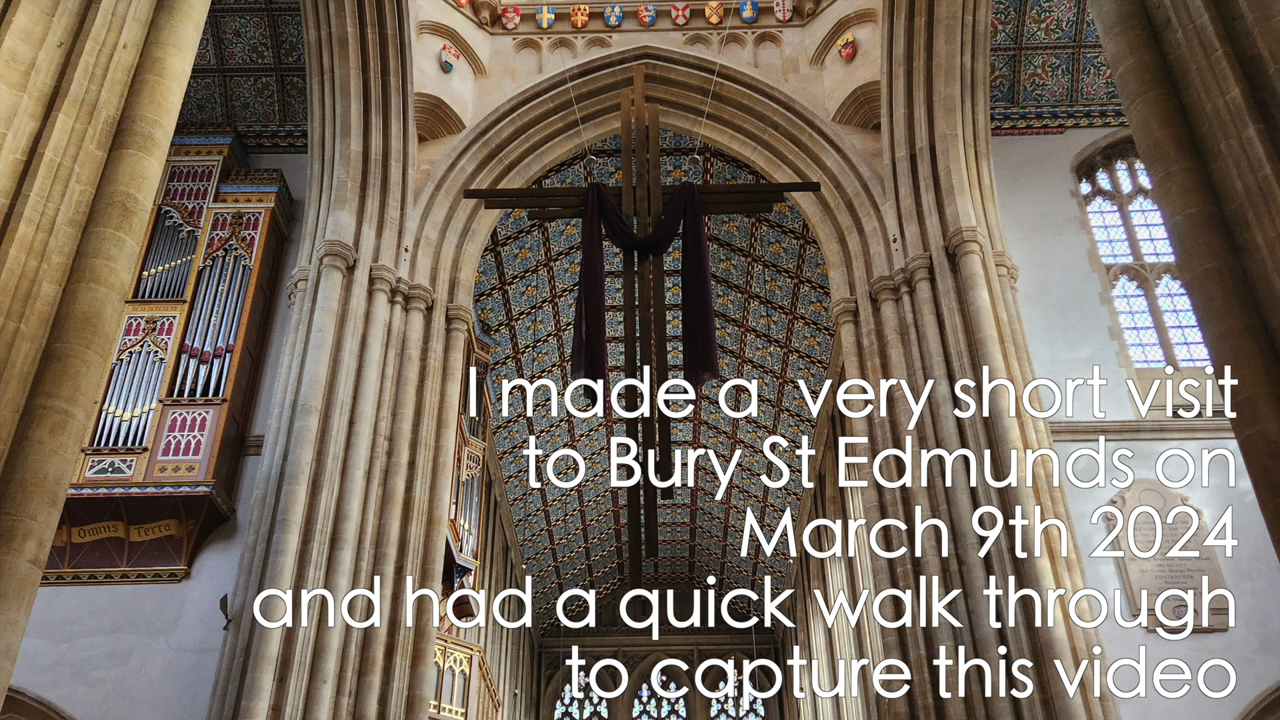 I made a very short visit
to Bury St Edmunds on
March 9th 2024
and had a quick walk through
to capture this video
Omnis Terra